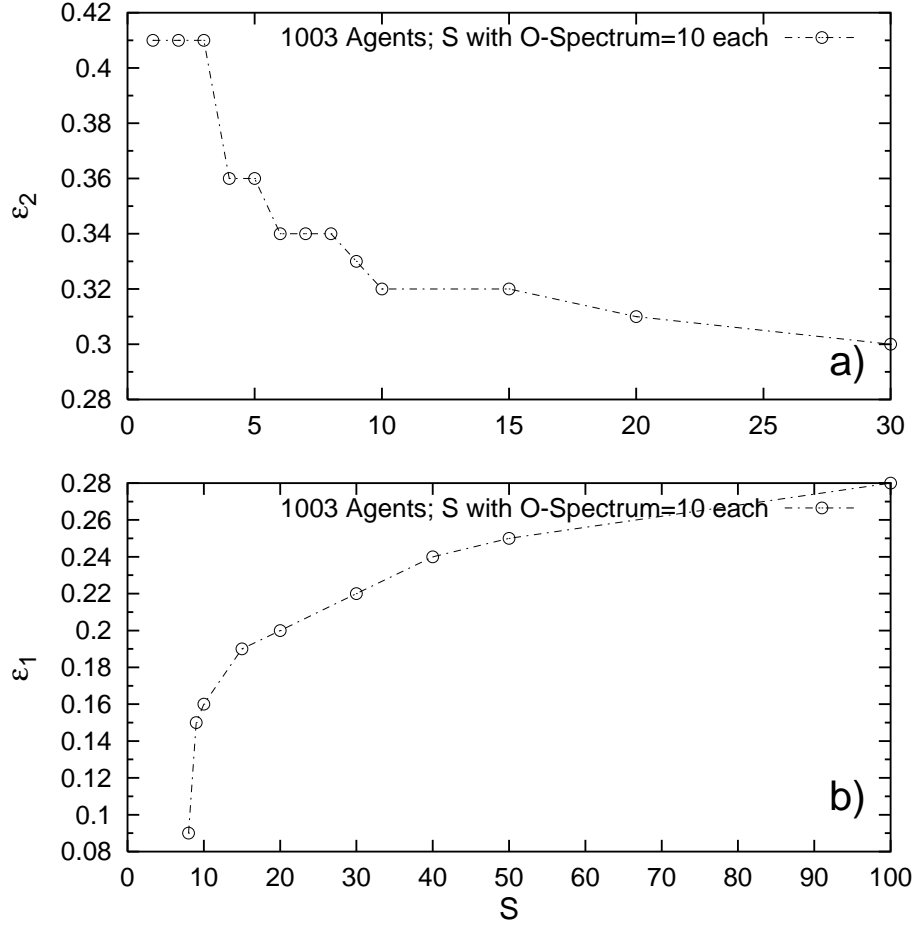 0.42
1003 Agents; S with O-Spectrum=10 each
0.4
0.38
0.36
ε2
0.34
0.32
0.3
a)
0.28
0 5 10 15 20 25 30
0.28
1003 Agents; S with O-Spectrum=10 each
0.26
0.24
0.22
0.2
ε1
0.18
0.16
0.14
0.12
0.1
b)
0.08
0 10 20 30 40 50 60 70 80 90 100
S